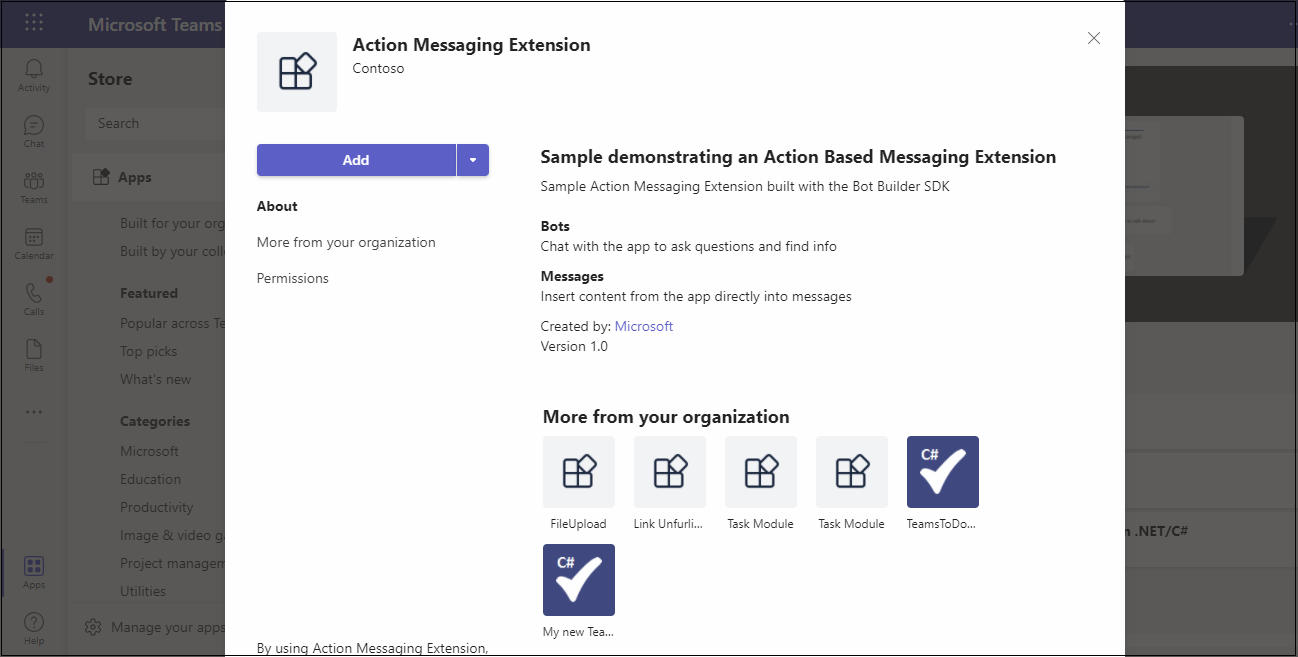 Microsoft Teams
Activity
Chat
Teams
Calendar
Calls
Files
Apps
Help
Store
Search
Apps
Built for your org
Built by your coll
Featured
Popular across Te
Top picks
What's new
Categories
Microsoft
Education
Productivity
Image & video g
Project managem
Utilities
Manage your apps
Action Messaging Extension
Contoso
Add
About
More from your organization
Permissions
By using Action Messaging Extension,
Sample demonstrating an Action Based Messaging Extension
Sample Action Messaging Extension built with the Bot Builder SDK
Bots
Chat with the app to ask questions and find info
Messages
Insert content from the app directly into messages
Created by: Microsoft
Version 1.0
More from your organization
FileUpload
Link Unfurli...
Task Module
Task Module
C#
TeamsToDo...
C#
My new Tea...
n .NET/C#